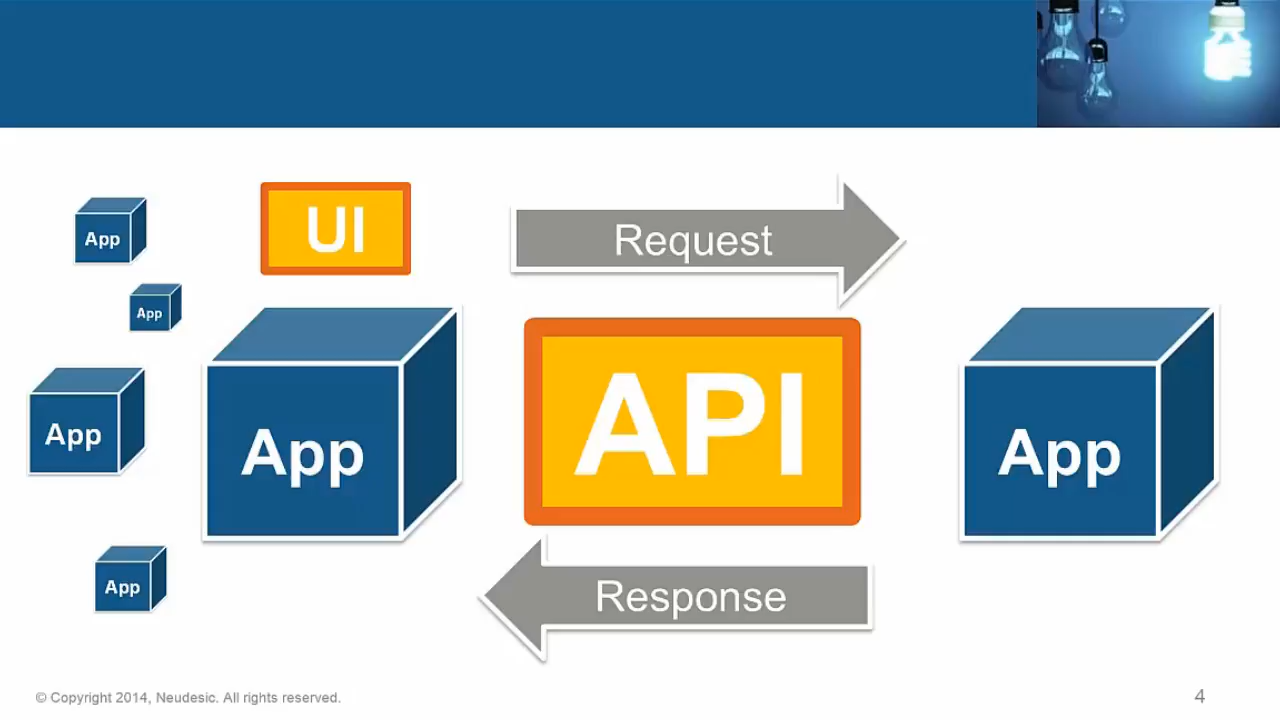 App
UI
Request
App
App
App
API
App
Response
App
© Copyright 2014, Neudesic. All rights reserved.
4